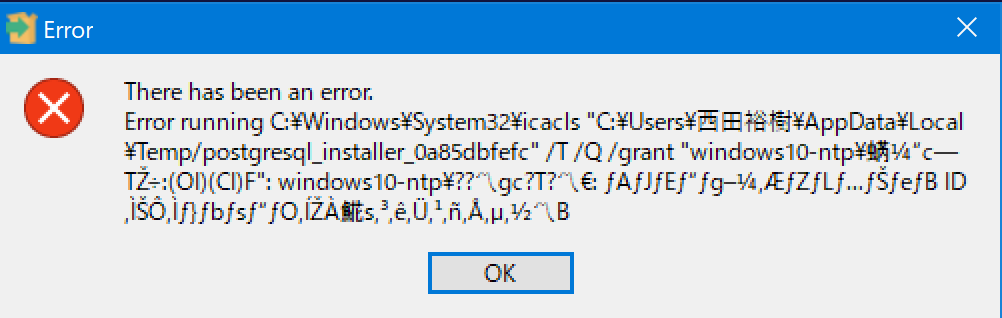 Error
There has been an error.
Error running C:¥Windows¥System32¥icacls "C:¥Users¥西田裕樹¥AppData¥Local
¥Temp/postgresql_installer_0a85dbfefc" /T /Q /grant "windows10-ntp¥蠎¼“c—
TŽ÷:(OI)(CI)F": windows10-ntp¥??¨\gc?T?¨\€: ƒAƒJƒEƒ“ƒg–¼‚ÆƒZƒLƒ…ƒŠƒeƒB ID
‚ÌŠÔ‚Ìƒ}ƒbƒsƒ“ƒO‚ÍŽÀ鯎s‚³‚ê‚Ü‚¹‚ñ‚Å‚µ‚½¨\B
OK